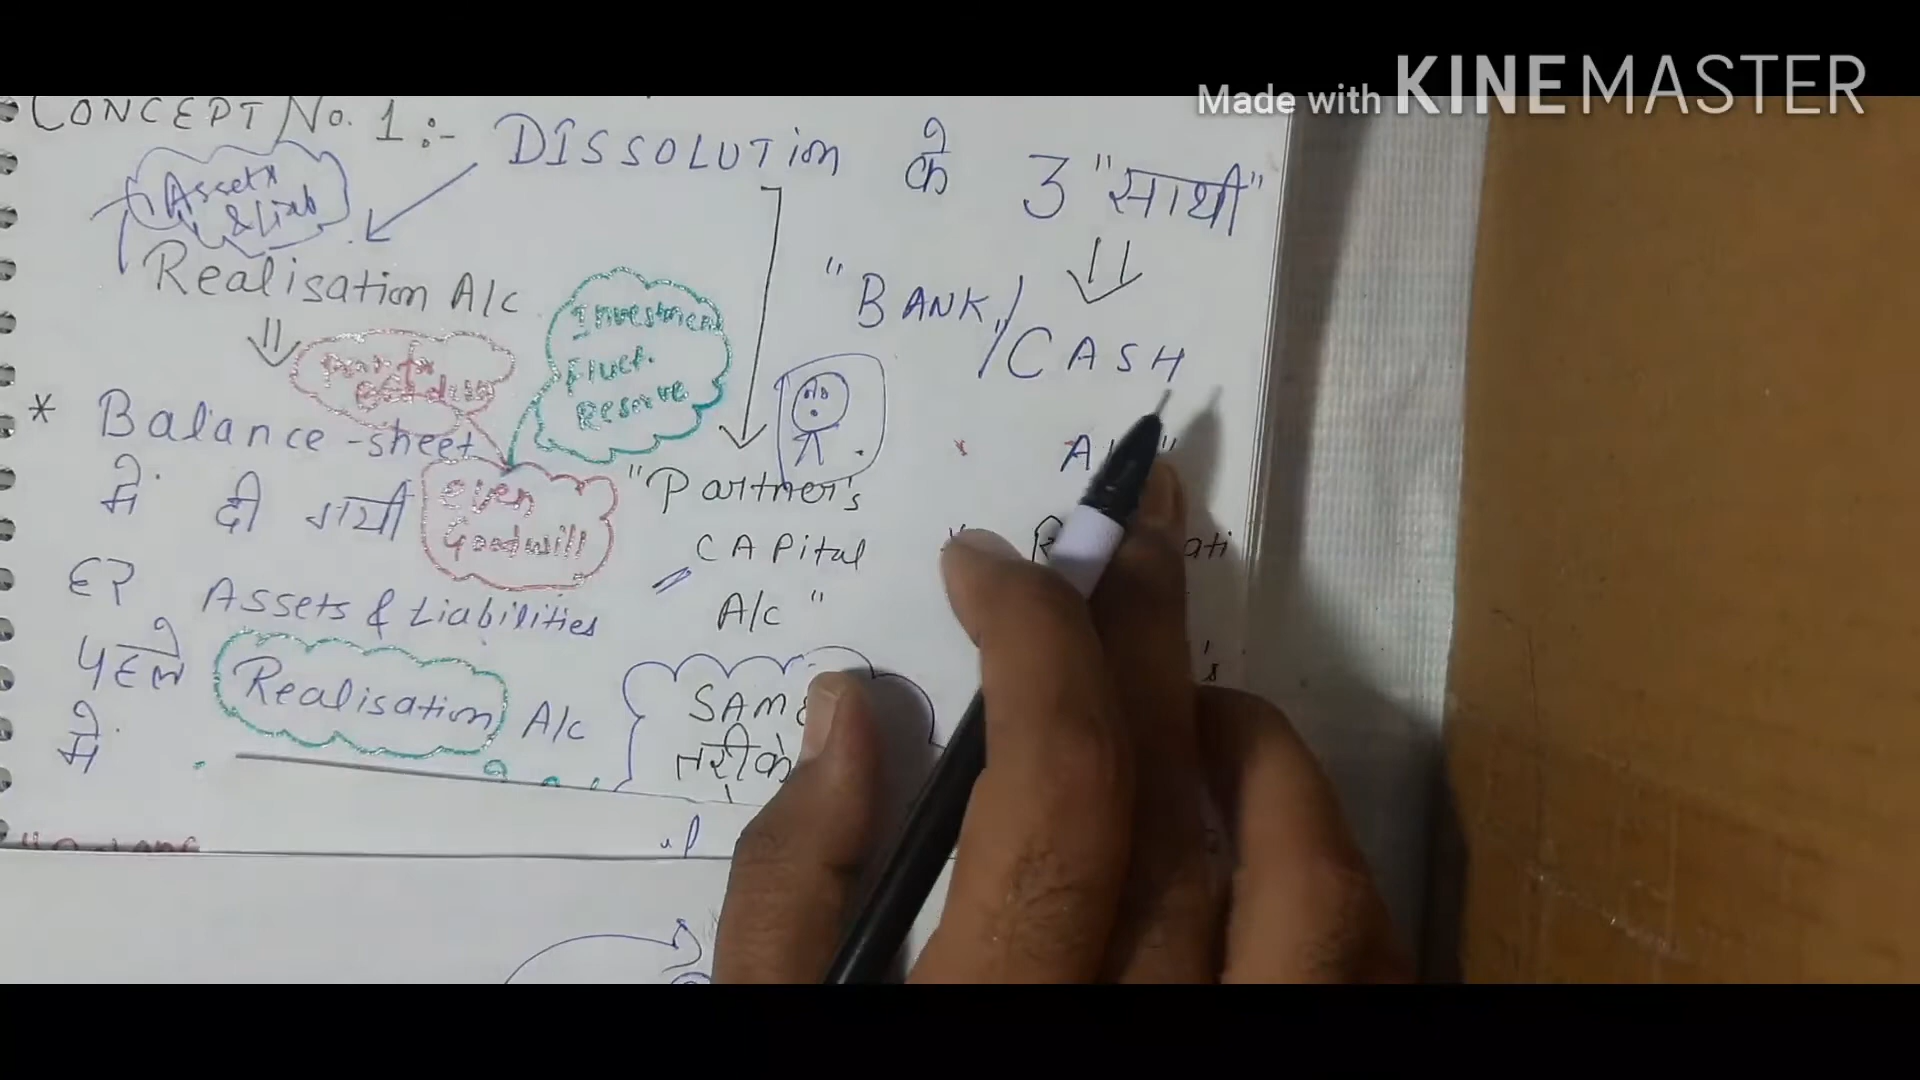 Made with KINEMASTER
CONCEPT No. 1 :- DISSOLUTION के 3 "साथी"
Assets
& Liab
Realisation A/c
"BANK/
CASH
Investment
Fluct.
Reserve
* Balance-sheet
में दी गयी
even
Goodwill
"Partner's
CAPital
A/c"
हर Assets & Liabilities
पहले Realisation A/c
में
SAME
तरीके